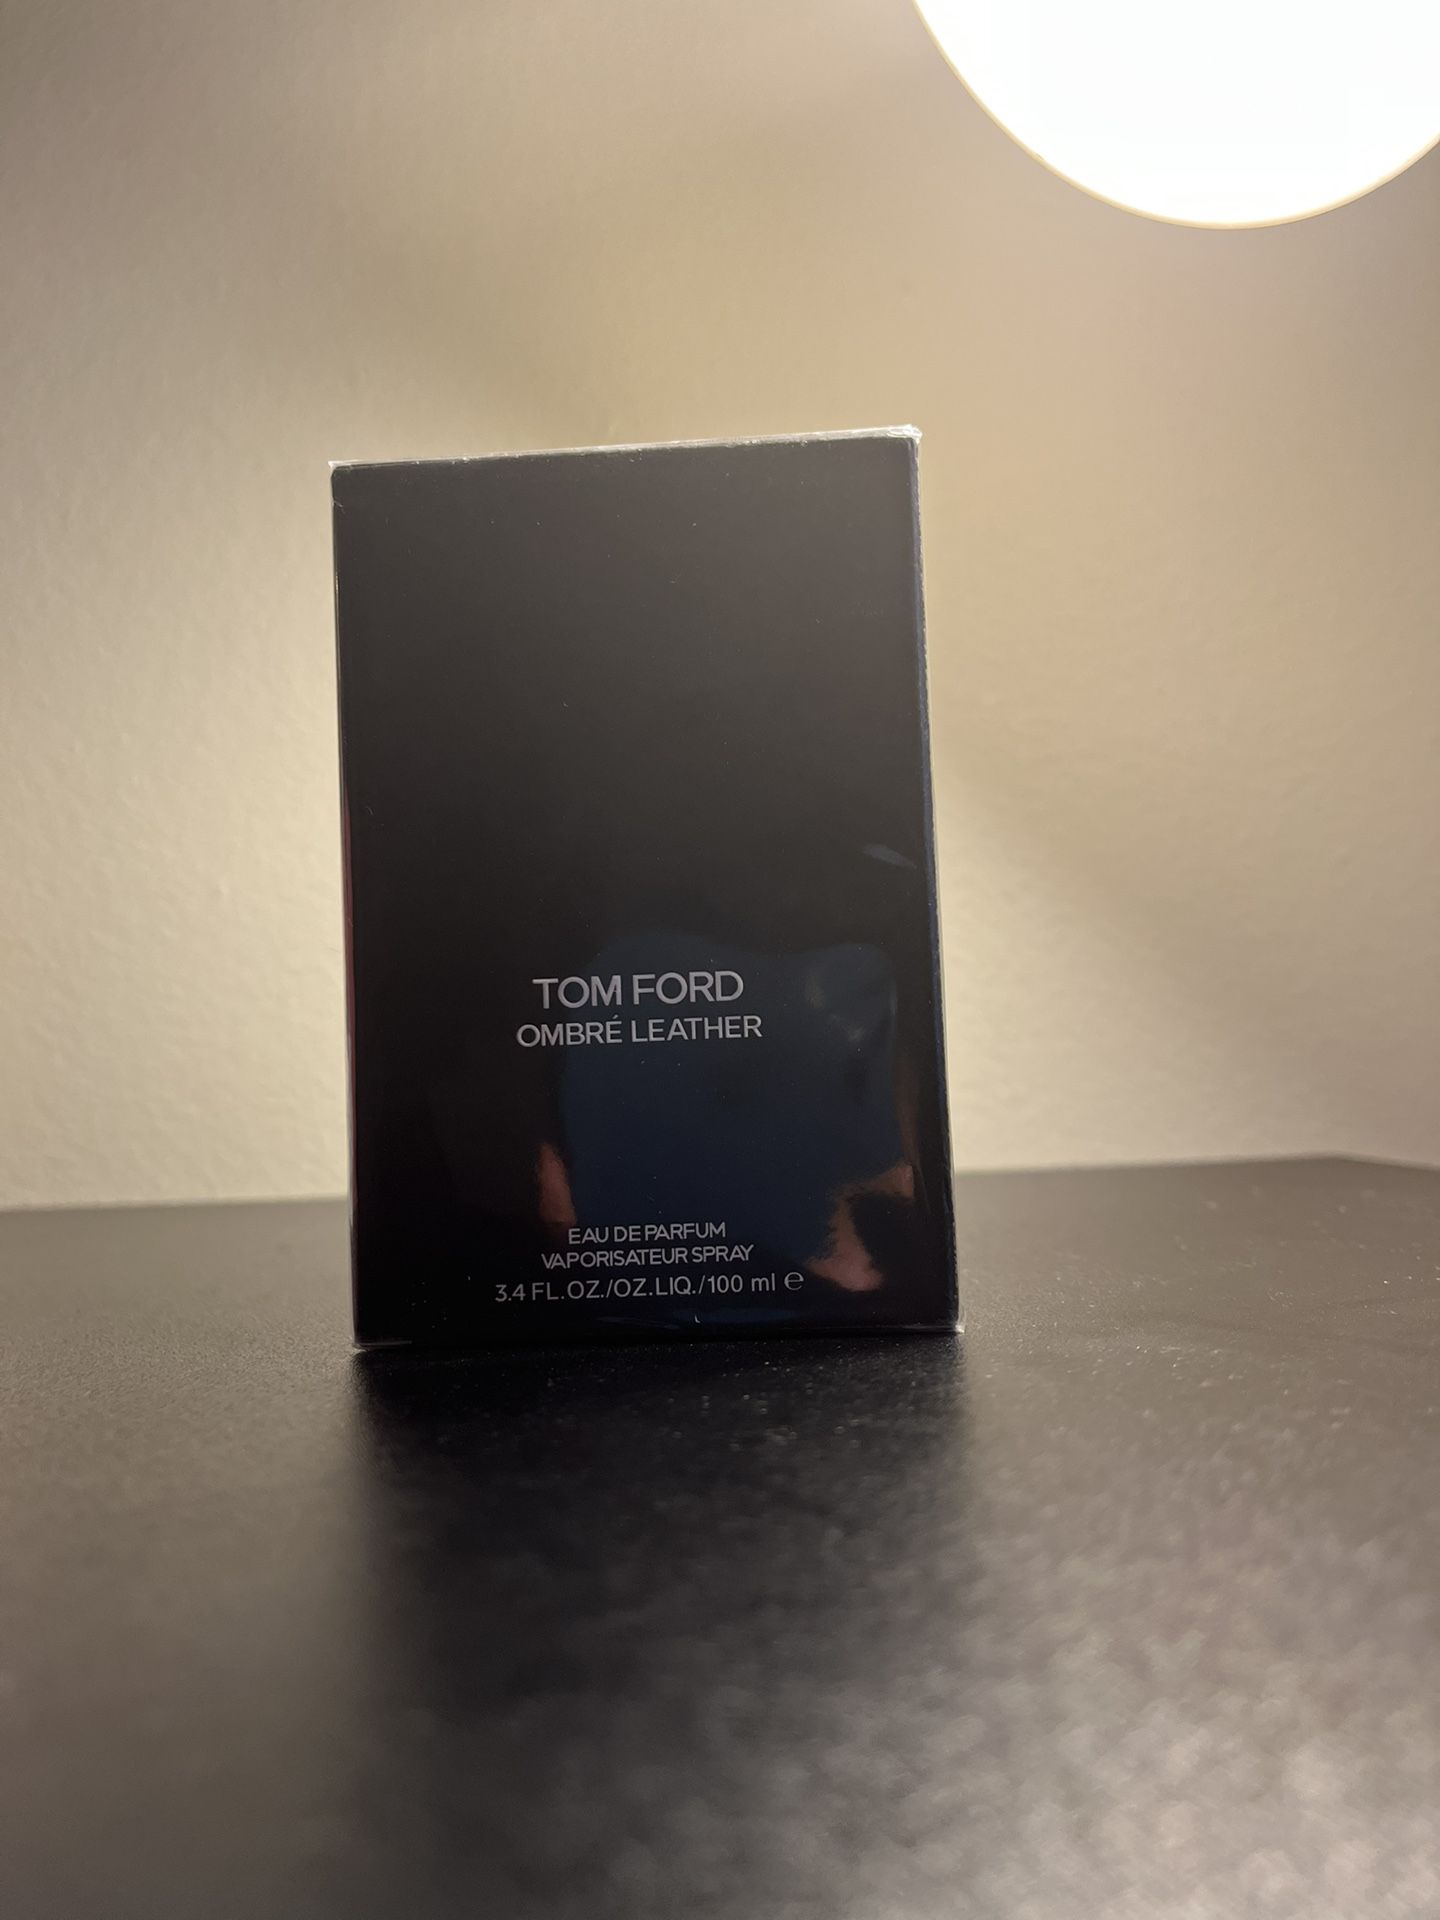 TOM FORD
OMBRÉ LEATHER
EAU DE PARFUM
VAPORISATEUR SPRAY
3.4 FL.OZ./OZ.LIQ./100 ml ℮